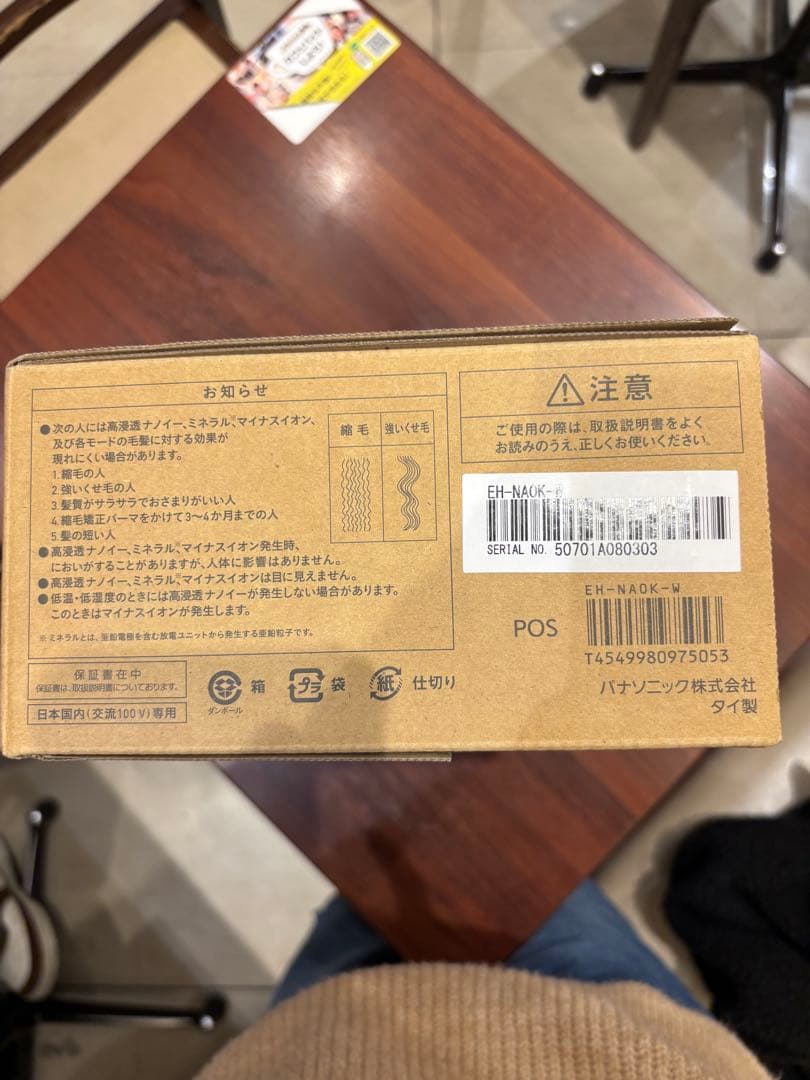 お知らせ
●次の人には高浸透ナノイー、ミネラル※、マイナスイオン、
及び各モードの毛髪に対する効果が
現れにくい場合があります。
1.縮毛の人
2.強いくせ毛の人
3.髪質がサラサラでおさまりがいい人
4.縮毛矯正パーマをかけて3～4か月までの人
5.髪の短い人
縮毛
強いくせ毛
●高浸透ナノイー、ミネラル※、マイナスイオン発生時、
においがすることがありますが、人体に影響はありません。
●高浸透ナノイー、ミネラル※、マイナスイオンは目に見えません。
●低温・低湿度のときには高浸透ナノイーが発生しない場合があります。
このときはマイナスイオンが発生します。
※ミネラルとは、亜鉛電極を含む放電ユニットから発生する亜鉛粒子です。
注意
ご使用の際は、取扱説明書をよく
お読みのうえ、正しくお使いください。
EH-NA0K-W
SERIAL NO. 50701A080303
EH-NA0K-W
POS
T4549980975053
パナソニック株式会社
タイ製
保証書在中
保証書は、取扱説明書についております。
日本国内(交流100V)専用
ダンボール
箱
プラ
袋
紙
仕切り